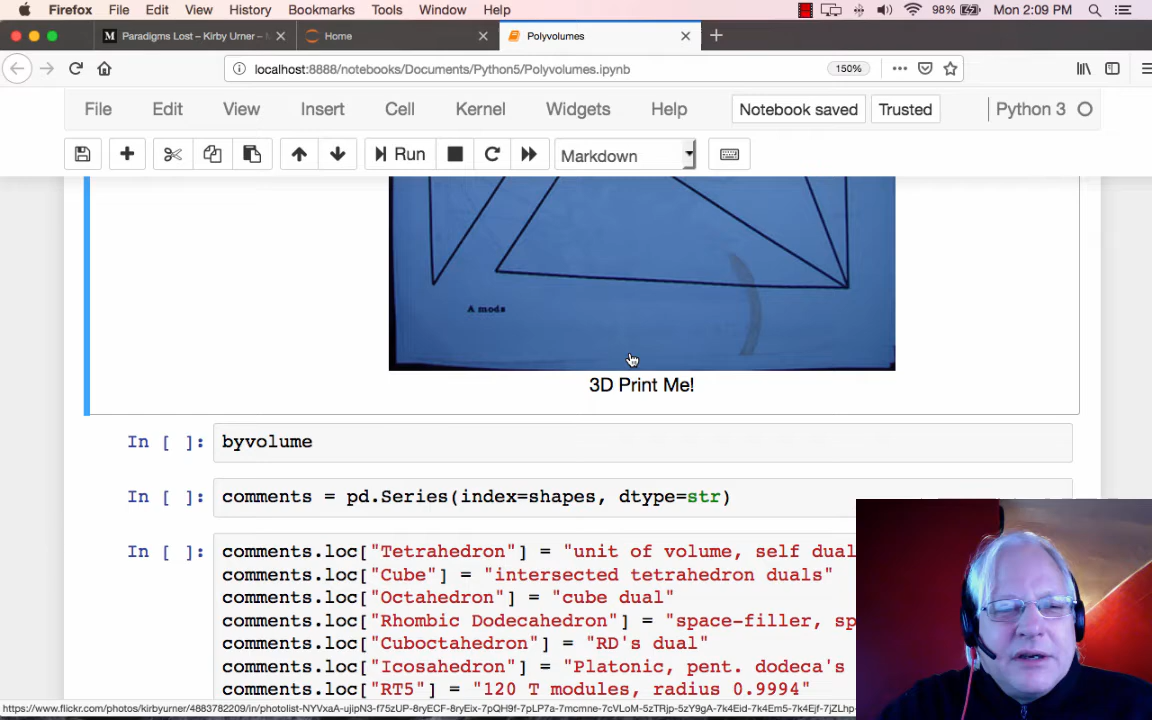 Firefox File Edit View History Bookmarks Tools Window Help 98% Mon 2:09 PM
M Paradigms Lost – Kirby Urner – Home Polyvolumes
localhost:8888/notebooks/Documents/Python5/Polyvolumes.ipynb 150%
File Edit View Insert Cell Kernel Widgets Help Notebook saved Trusted Python 3
Run Markdown
A mods
3D Print Me!
In [ ]: byvolume
In [ ]: comments = pd.Series(index=shapes, dtype=str)
In [ ]: comments.loc["Tetrahedron"] = "unit of volume, self dual
comments.loc["Cube"] = "intersected tetrahedron duals"
comments.loc["Octahedron"] = "cube dual"
comments.loc["Rhombic Dodecahedron"] = "space-filler, sp
comments.loc["Cuboctahedron"] = "RD's dual"
comments.loc["Icosahedron"] = "Platonic, pent. dodeca's
comments.loc["RT5"] = "120 T modules, radius 0.9994"